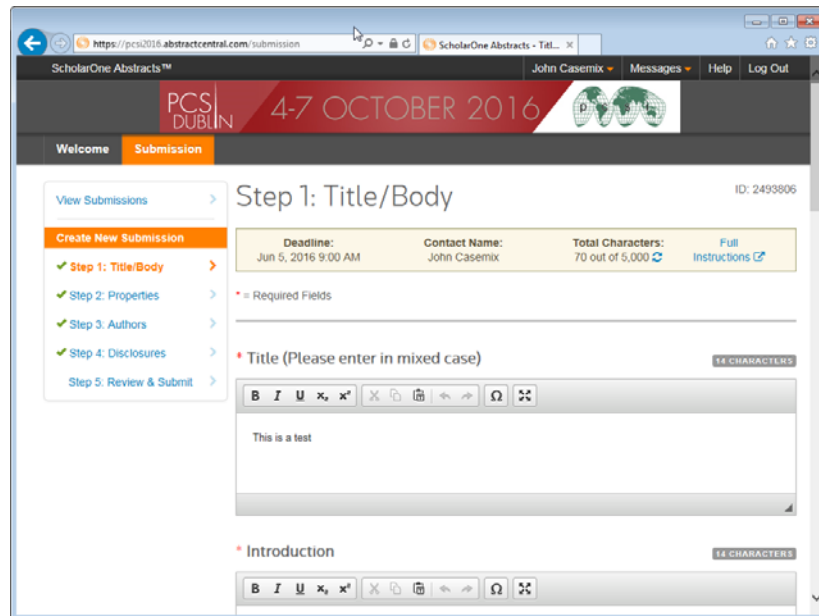 https://pcsi2016.abstractcentral.com/submission
ScholarOne Abstracts - Titl...
ScholarOne Abstracts™
John Casemix
Messages
Help
Log Out
PCS
DUBLIN
4-7 OCTOBER 2016
Welcome
Submission
View Submissions
Create New Submission
Step 1: Title/Body
Step 2: Properties
Step 3: Authors
Step 4: Disclosures
Step 5: Review & Submit
Step 1: Title/Body
ID: 2493806
Deadline:
Jun 5, 2016 9:00 AM
Contact Name:
John Casemix
Total Characters:
70 out of 5,000
Full
Instructions
* = Required Fields
* Title (Please enter in mixed case)
14 CHARACTERS
B I U x₂ x² Ω
This is a test
* Introduction
14 CHARACTERS
B I U x₂ x² Ω